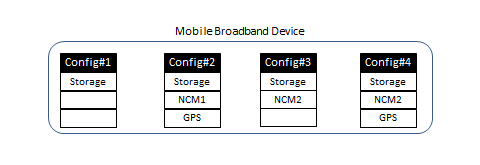 Mobile Broadband Device
Config#1 Config#2 Config#3 Config#4
Storage Storage Storage Storage
NCM1 NCM2 NCM2
GPS GPS